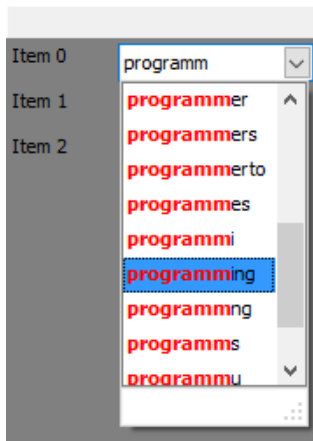 Item 0
programm
Item 1
programmer
Item 2
programmers
programmerto
programmes
programmi
programming
programmng
programms
programmu